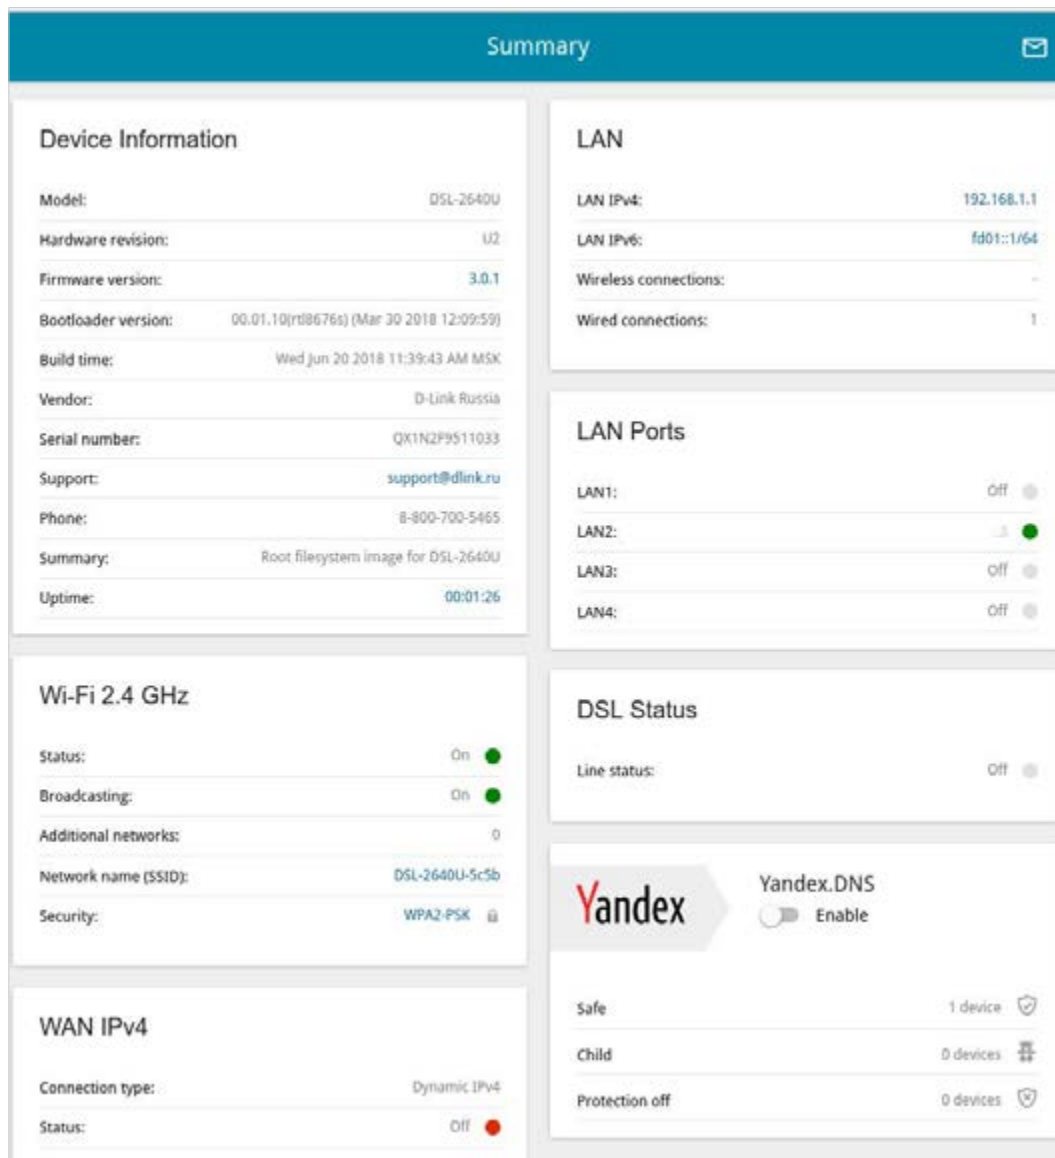 Summary
Device Information
Model: DSL-2640U
Hardware revision: U2
Firmware version: 3.0.1
Bootloader version: 00.01.10(rtl8676s) (Mar 30 2018 12:09:59)
Build time: Wed Jun 20 2018 11:39:43 AM MSK
Vendor: D-Link Russia
Serial number: QX1N2F9511033
Support: support@dlink.ru
Phone: 8-800-700-5465
Summary: Root filesystem image for DSL-2640U
Uptime: 00:01:26
Wi-Fi 2.4 GHz
Status: On
Broadcasting: On
Additional networks: 0
Network name (SSID): DSL-2640U-5c5b
Security: WPA2-PSK
WAN IPv4
Connection type: Dynamic IPv4
Status: Off
LAN
LAN IPv4: 192.168.1.1
LAN IPv6: fd01::1/64
Wireless connections: -
Wired connections: 1
LAN Ports
LAN1: Off
LAN2:
LAN3: Off
LAN4: Off
DSL Status
Line status: Off
Yandex
Yandex.DNS
Enable
Safe 1 device
Child 0 devices
Protection off 0 devices